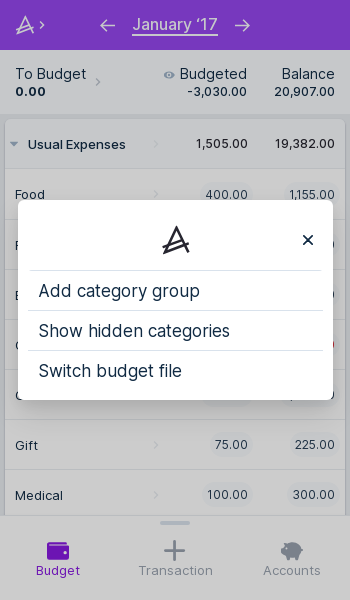 January ‘17
To Budget
0.00
Budgeted
-3,030.00
Balance
20,907.00
Usual Expenses 1,505.00 19,382.00
Food 400.00 1,155.00
Add category group
Show hidden categories
Switch budget file
Gift 75.00 225.00
Medical 100.00 300.00
Budget Transaction Accounts